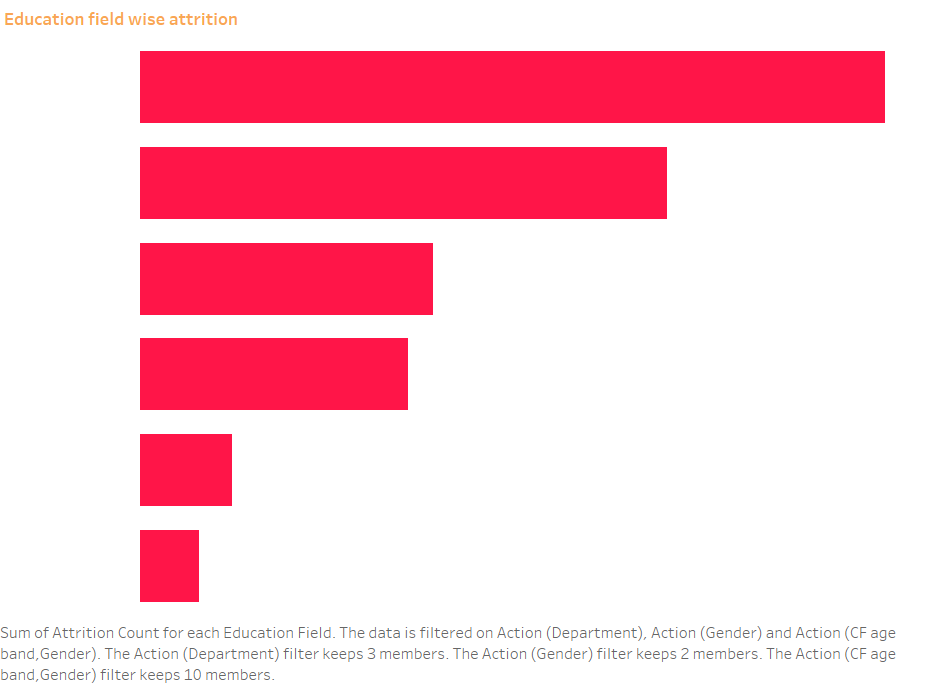 Education field wise attrition
Sum of Attrition Count for each Education Field. The data is filtered on Action (Department), Action (Gender) and Action (CF age
band,Gender). The Action (Department) filter keeps 3 members. The Action (Gender) filter keeps 2 members. The Action (CF age
band,Gender) filter keeps 10 members.